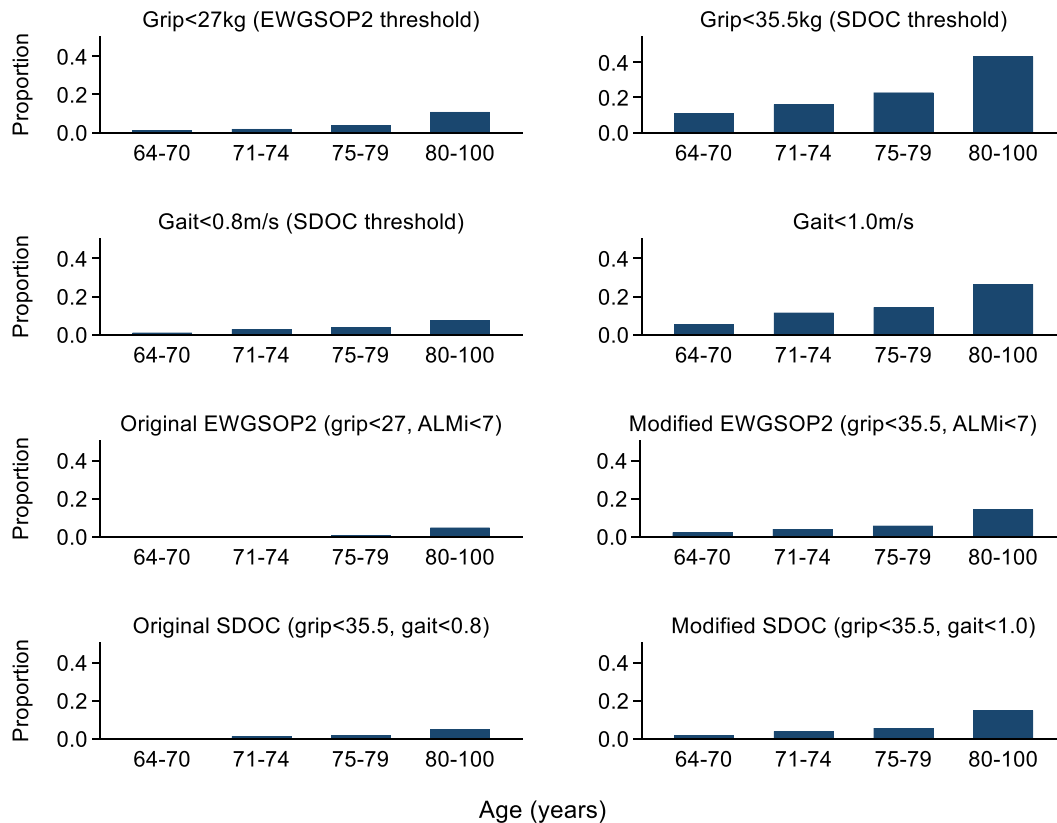 Grip<27kg (EWGSOP2 threshold)
Proportion
0.4
0.2
0.0
64-70 71-74 75-79 80-100
Grip<35.5kg (SDOC threshold)
0.4
0.2
0.0
64-70 71-74 75-79 80-100
Gait<0.8m/s (SDOC threshold)
Proportion
0.4
0.2
0.0
64-70 71-74 75-79 80-100
Gait<1.0m/s
0.4
0.2
0.0
64-70 71-74 75-79 80-100
Original EWGSOP2 (grip<27, ALMi<7)
Proportion
0.4
0.2
0.0
64-70 71-74 75-79 80-100
Modified EWGSOP2 (grip<35.5, ALMi<7)
0.4
0.2
0.0
64-70 71-74 75-79 80-100
Original SDOC (grip<35.5, gait<0.8)
Proportion
0.4
0.2
0.0
64-70 71-74 75-79 80-100
Modified SDOC (grip<35.5, gait<1.0)
0.4
0.2
0.0
64-70 71-74 75-79 80-100
Age (years)